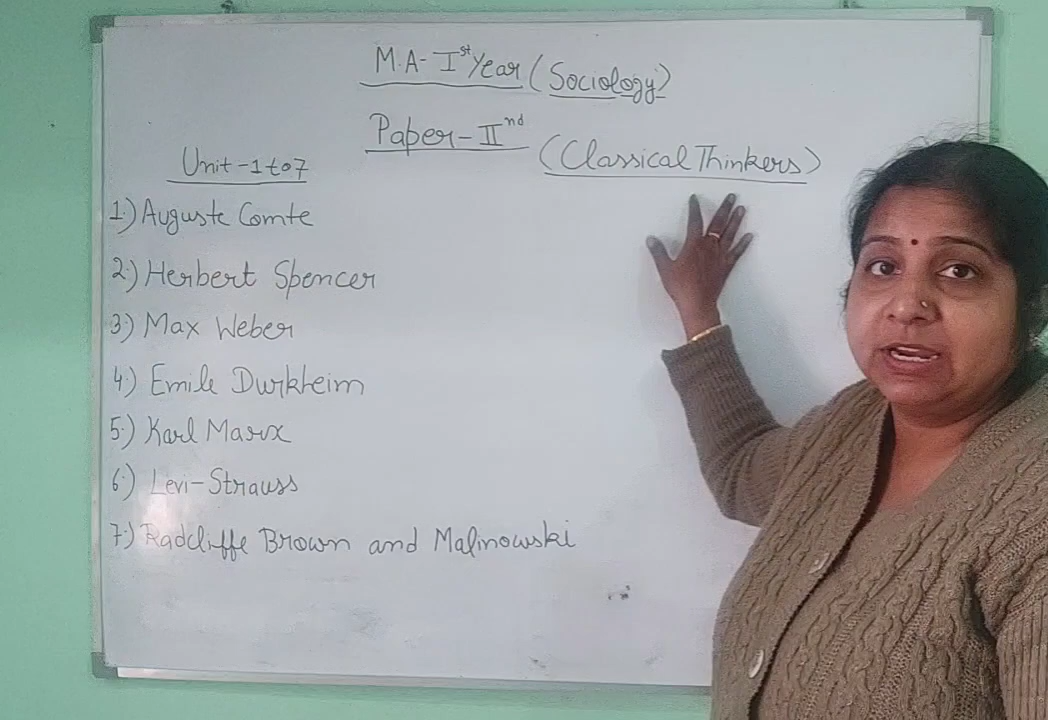 M.A- Ist Year (Sociology)
Paper-IInd (Classical Thinkers)
Unit-1 to 7
1.) Auguste Comte
2.) Herbert Spencer
3) Max Weber
4.) Emile Durkheim
5.) Karl Marx
6.) Levi-Strauss
7.) Radcliffe Brown and Malinowski